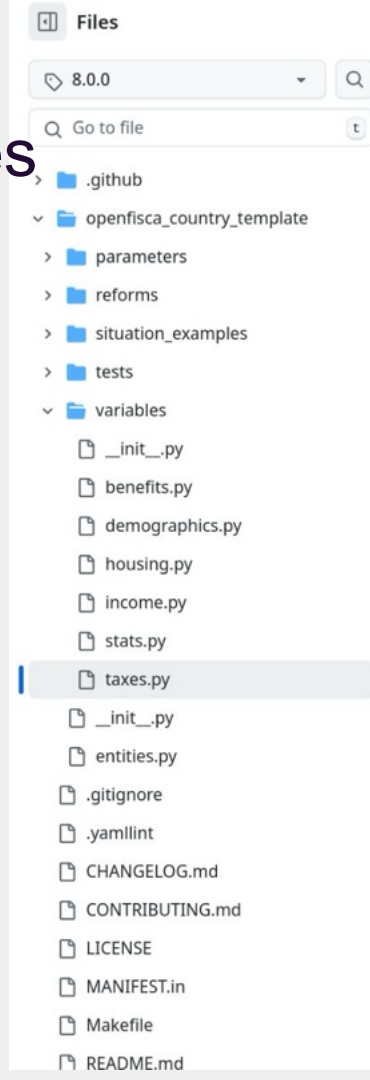 Files
8.0.0
Go to file
t
es
.github
openfisca_country_template
parameters
reforms
situation_examples
tests
variables
__init__.py
benefits.py
demographics.py
housing.py
income.py
stats.py
taxes.py
__init__.py
entities.py
.gitignore
.yamllint
CHANGELOG.md
CONTRIBUTING.md
LICENSE
MANIFEST.in
Makefile
README.md